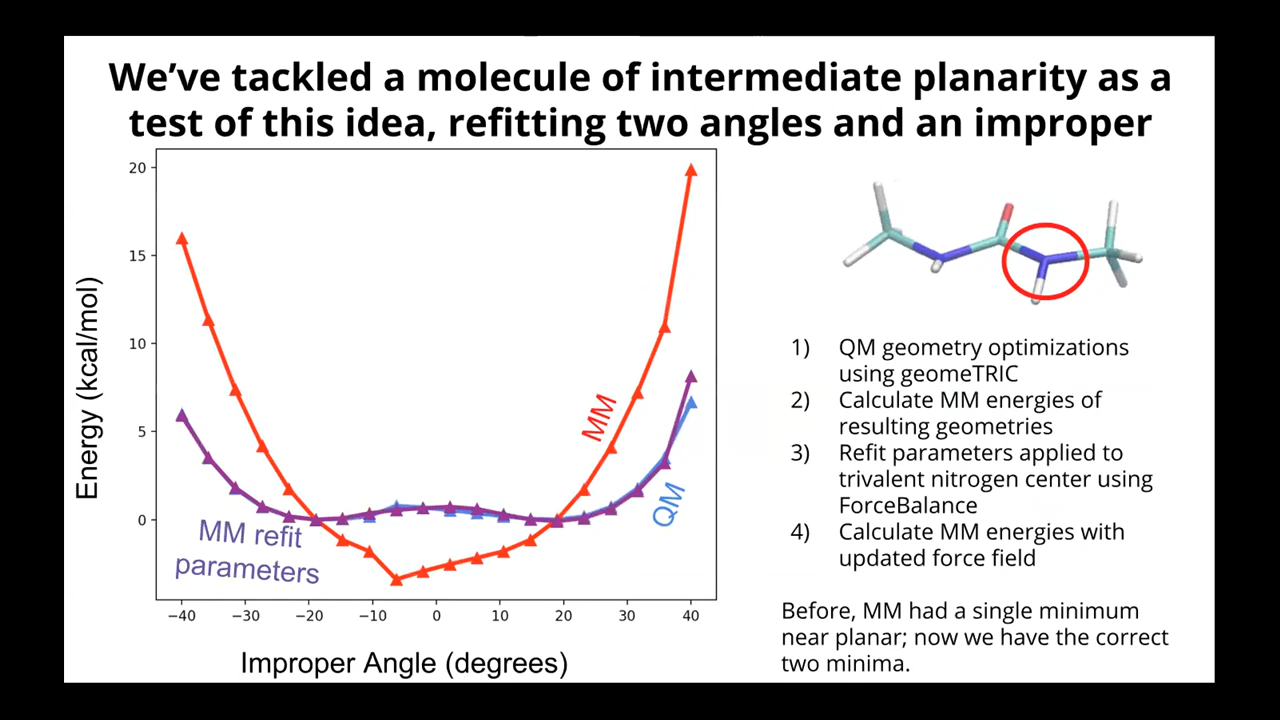 We’ve tackled a molecule of intermediate planarity as a
test of this idea, refitting two angles and an improper
20
15
10
5
0
Energy (kcal/mol)
MM
QM
MM refit
parameters
−40
−30
−20
−10
0
10
20
30
40
Improper Angle (degrees)
1) QM geometry optimizations
using geomeTRIC
2) Calculate MM energies of
resulting geometries
3) Refit parameters applied to
trivalent nitrogen center using
ForceBalance
4) Calculate MM energies with
updated force field
Before, MM had a single minimum
near planar; now we have the correct
two minima.